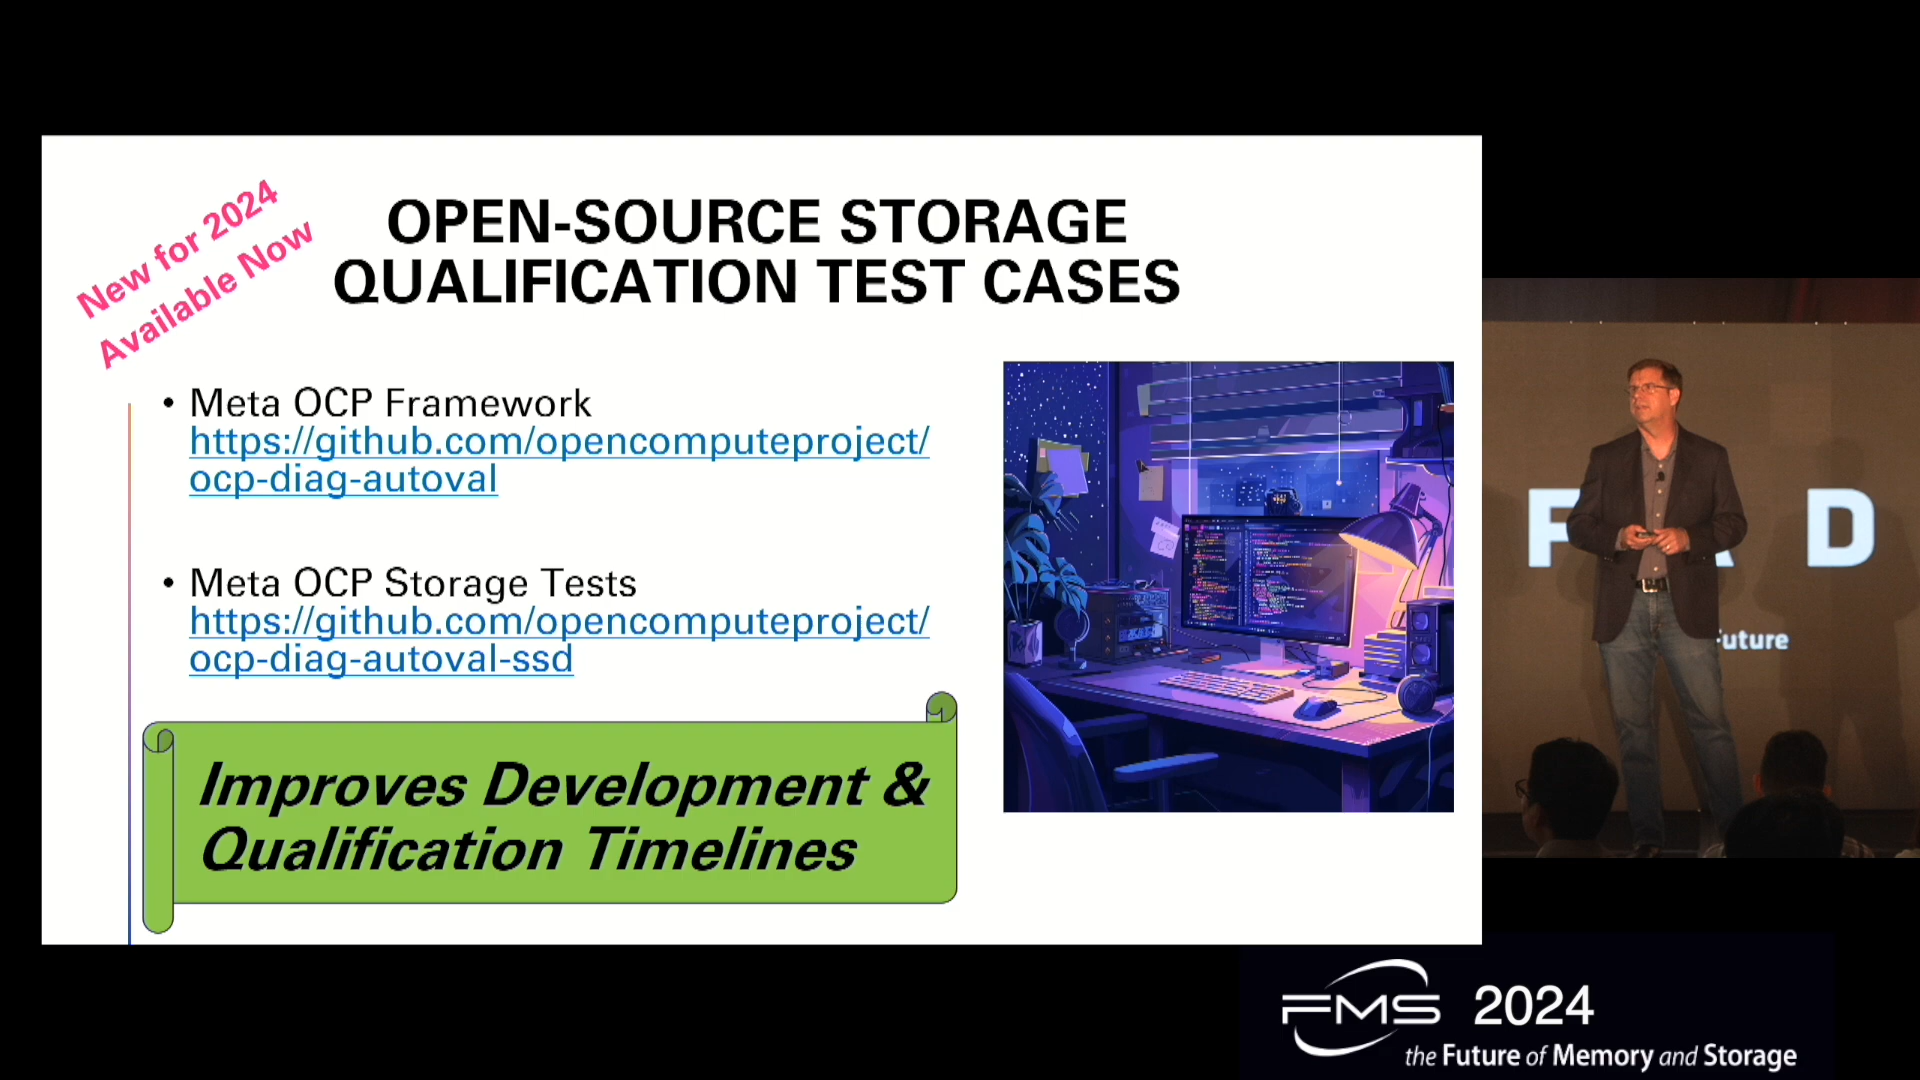 New for 2024
Available Now
OPEN-SOURCE STORAGE
QUALIFICATION TEST CASES
• Meta OCP Framework
https://github.com/opencomputeproject/
ocp-diag-autoval
• Meta OCP Storage Tests
https://github.com/opencomputeproject/
ocp-diag-autoval-ssd
Improves Development &
Qualification Timelines
F D
Future
FMS 2024
the Future of Memory and Storage